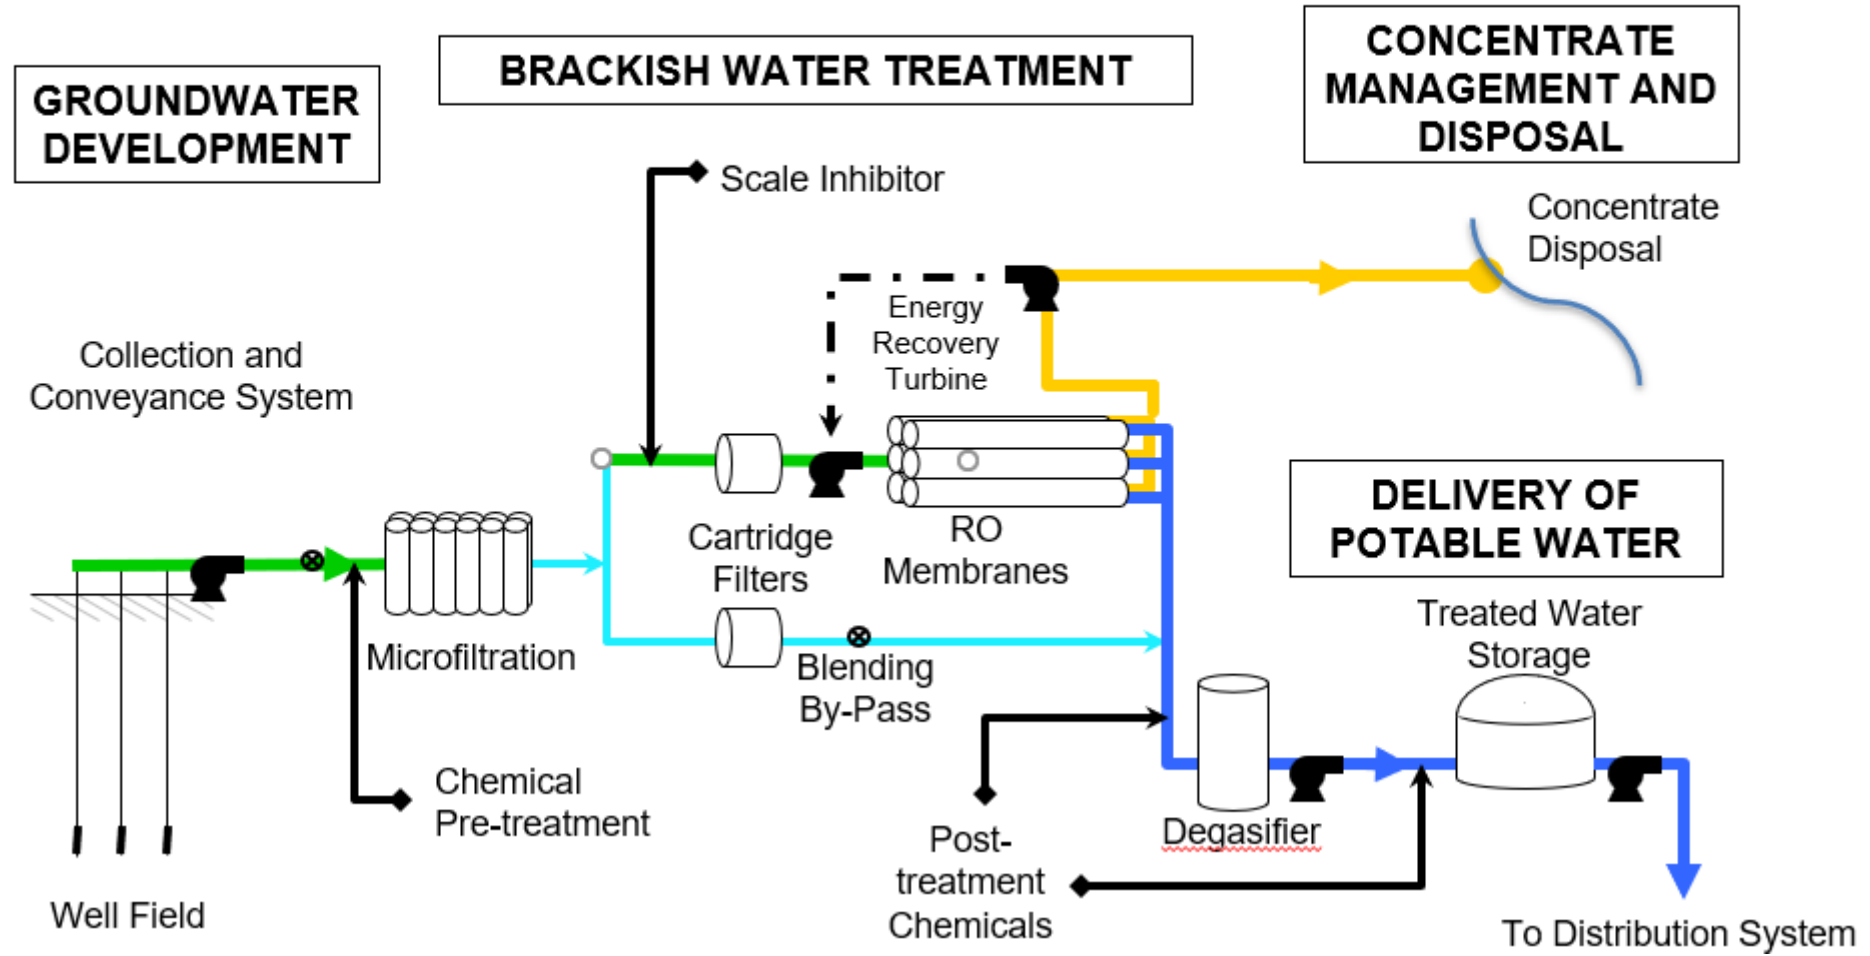 GROUNDWATER
DEVELOPMENT
BRACKISH WATER TREATMENT
CONCENTRATE
MANAGEMENT AND
DISPOSAL
Scale Inhibitor
Concentrate
Disposal
Energy
Recovery
Turbine
Collection and
Conveyance System
Cartridge
Filters
RO
Membranes
DELIVERY OF
POTABLE WATER
Treated Water
Storage
Microfiltration
Blending
By-Pass
Chemical
Pre-treatment
Degasifier
Post-
treatment
Chemicals
Well Field
To Distribution System